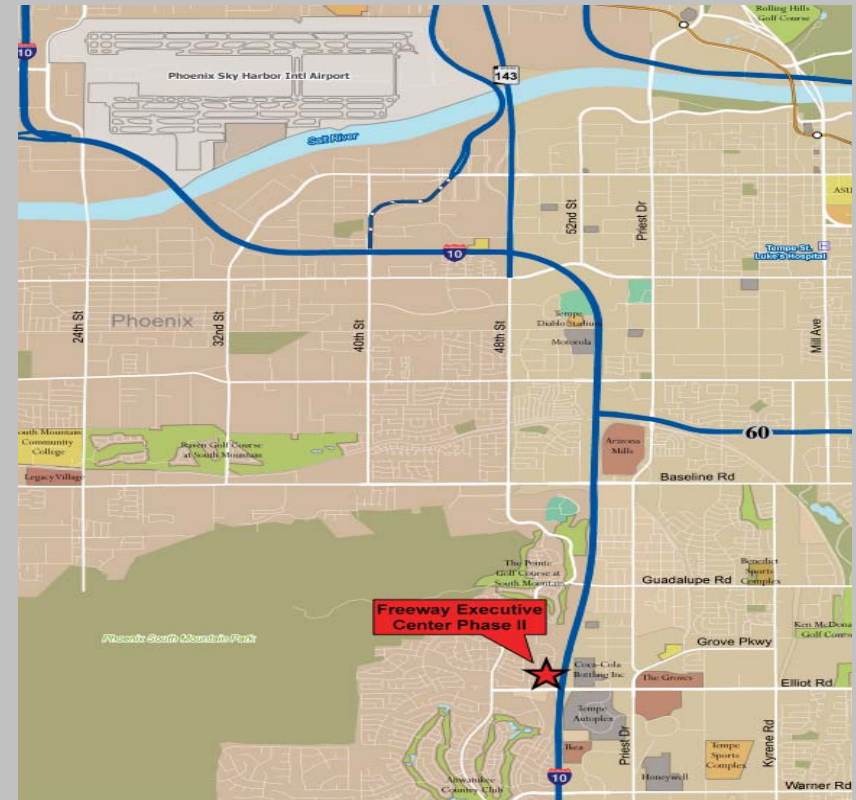 Rolling Hills
Golf Course
10
Phoenix Sky Harbor Intl Airport
143
Salt River
ASU
52nd St
Priest Dr
Tempe St.
Luke's Hospital
10
24th St
Phoenix
32nd St
40th St
48th St
Tempe
Diablo Stadium
Motorola
Mill Ave
60
South Mountain
Community
College
Raven Golf Course
at South Mountain
Arizona
Mills
Legacy Village
Baseline Rd
The Pointe
Golf Course at
South Mountain
Benedict
Sports
Complex
Guadalupe Rd
Freeway Executive
Center Phase II
Phoenix South Mountain Park
Ken McDona
Golf Course
Grove Pkwy
Coca-Cola
Bottling Inc
The Groves
Elliot Rd
Tempe
Autoplex
Priest Dr
Kyrene Rd
Ikea
Tempe
Sports
Complex
Ahwatukee
Country Club
10
Honeywell
Warner Rd